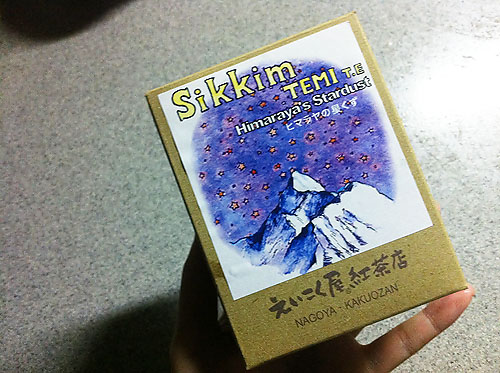 Sikkim
TEMI T.E
Himaraya's Stardust
ヒマラヤの星くず
えいこく屋紅茶店
NAGOYA - KAKUOZAN